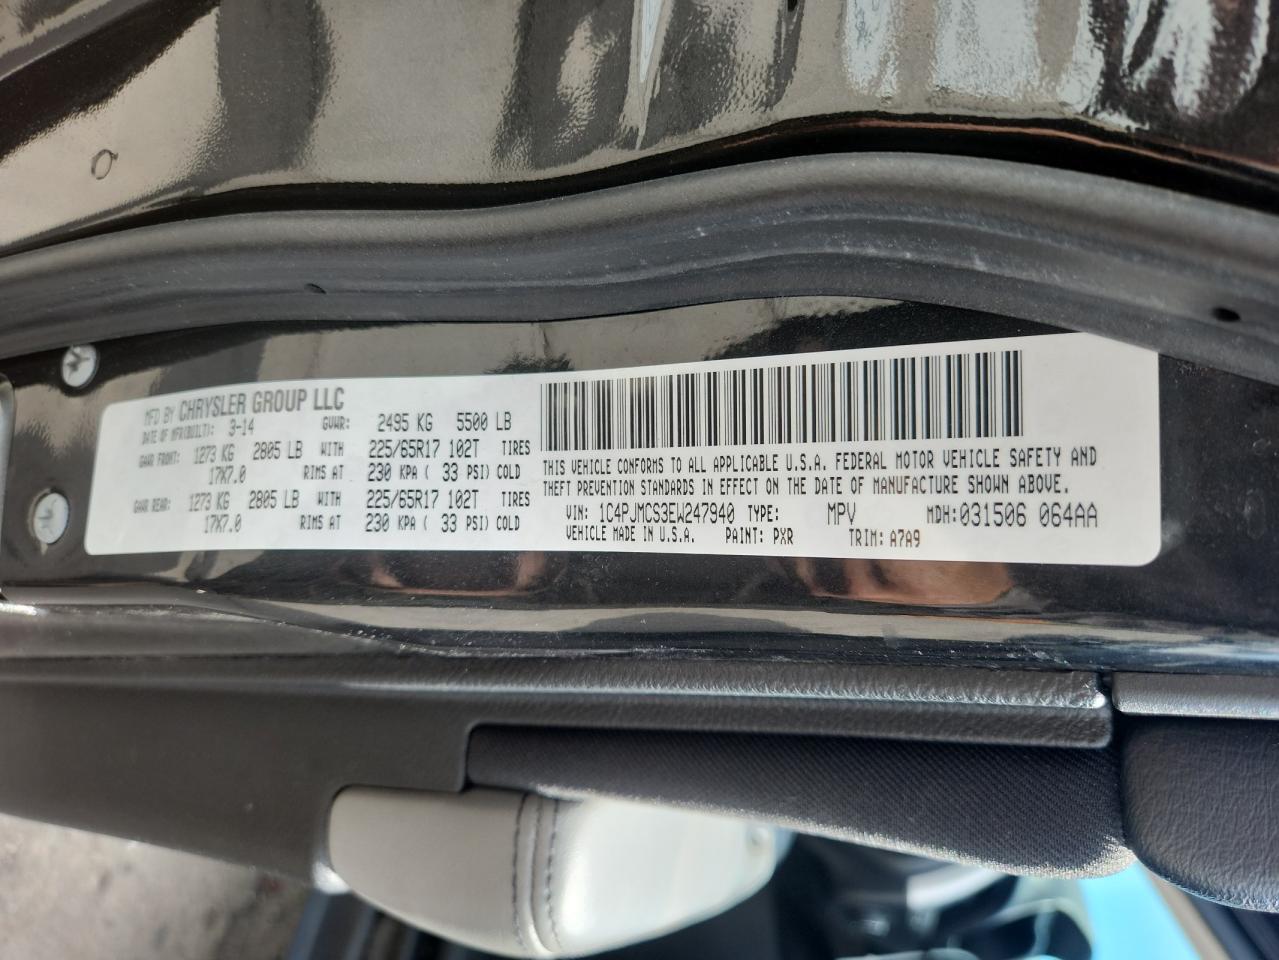 MFD BY CHRYSLER GROUP LLC
DATE OF MFR(BUILT): 3-14 GVWR: 2495 KG 5500 LB
GAWR FRONT: 1273 KG 2805 LB WITH 225/65R17 102T TIRES
17X7.0 RIMS AT 230 KPA ( 33 PSI) COLD
GAWR REAR: 1273 KG 2805 LB WITH 225/65R17 102T TIRES
17X7.0 RIMS AT 230 KPA ( 33 PSI) COLD
THIS VEHICLE CONFORMS TO ALL APPLICABLE U.S.A. FEDERAL MOTOR VEHICLE SAFETY AND
THEFT PREVENTION STANDARDS IN EFFECT ON THE DATE OF MANUFACTURE SHOWN ABOVE.
VIN: 1C4PJMCS3EW247940 TYPE: MPV MDH:031506 064AA
VEHICLE MADE IN U.S.A. PAINT: PXR TRIM: A7A9